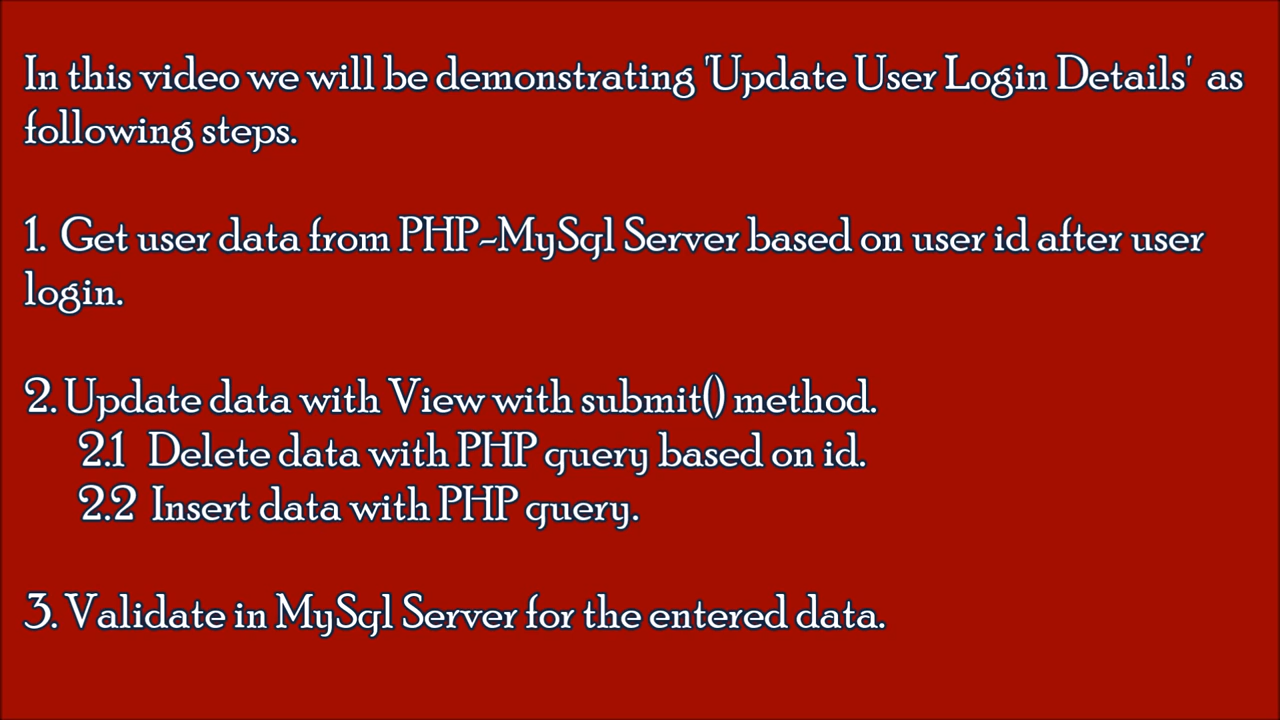 In this video we will be demonstrating 'Update User Login Details' as
following steps.
1. Get user data from PHP-MySql Server based on user id after user
login.
2. Update data with View with submit() method.
2.1 Delete data with PHP query based on id.
2.2 Insert data with PHP query.
3. Validate in MySql Server for the entered data.